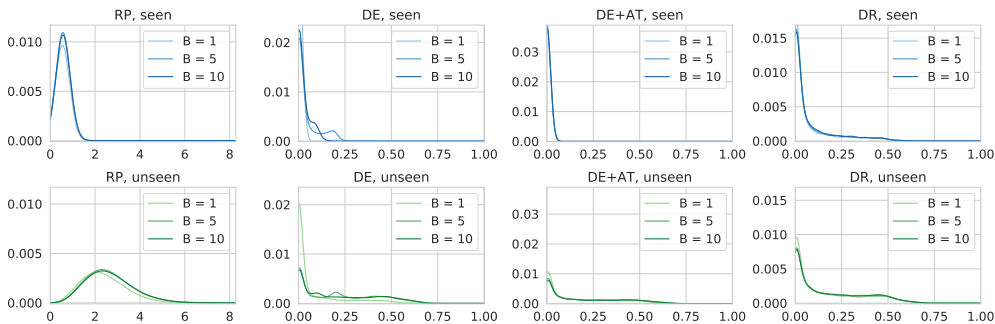 RP, seen
DE, seen
DE+AT, seen
DR, seen
0.010
0.005
0.000
B = 1
B = 5
B = 10
0 2 4 6 8
0.02
0.01
0.00
B = 1
B = 5
B = 10
0.00 0.25 0.50 0.75 1.00
0.03
0.02
0.01
0.00
B = 1
B = 5
B = 10
0.00 0.25 0.50 0.75 1.00
0.015
0.010
0.005
0.000
B = 1
B = 5
B = 10
0.00 0.25 0.50 0.75 1.00
RP, unseen
DE, unseen
DE+AT, unseen
DR, unseen
0.010
0.005
0.000
B = 1
B = 5
B = 10
0 2 4 6 8
0.02
0.01
0.00
B = 1
B = 5
B = 10
0.00 0.25 0.50 0.75 1.00
0.03
0.02
0.01
0.00
B = 1
B = 5
B = 10
0.00 0.25 0.50 0.75 1.00
0.015
0.010
0.005
0.000
B = 1
B = 5
B = 10
0.00 0.25 0.50 0.75 1.00